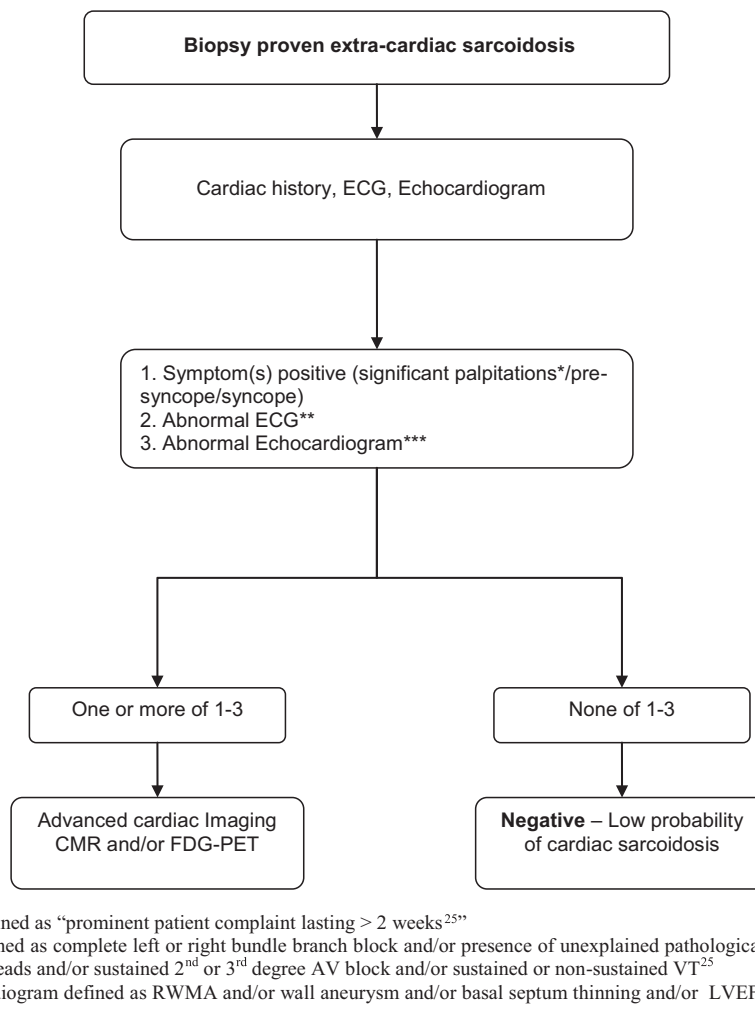 Biopsy proven extra-cardiac sarcoidosis
Cardiac history, ECG, Echocardiogram
1. Symptom(s) positive (significant palpitations*/pre-
syncope/syncope)
2. Abnormal ECG**
3. Abnormal Echocardiogram***
One or more of 1-3
None of 1-3
Advanced cardiac Imaging
CMR and/or FDG-PET
Negative – Low probability
of cardiac sarcoidosis
ned as “prominent patient complaint lasting > 2 weeks25”
ned as complete left or right bundle branch block and/or presence of unexplained pathologica
eads and/or sustained 2nd or 3rd degree AV block and/or sustained or non-sustained VT25
diogram defined as RWMA and/or wall aneurysm and/or basal septum thinning and/or LVEF